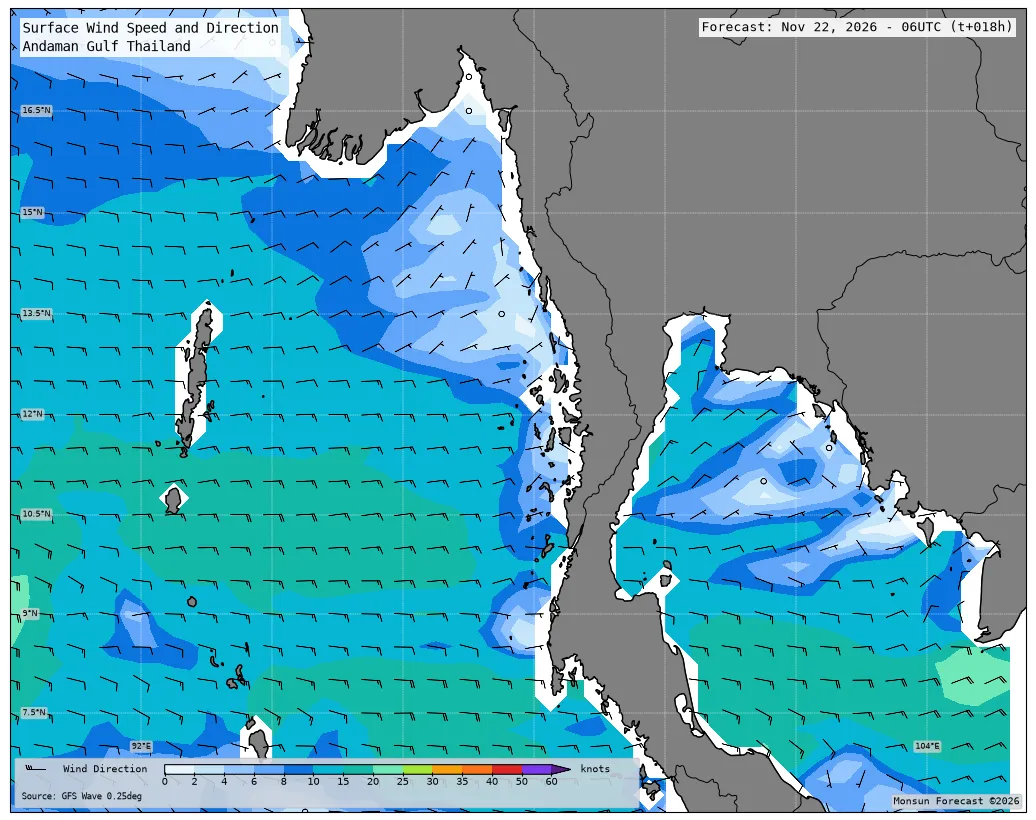 Surface Wind Speed and Direction
Andaman Gulf Thailand
Forecast: Nov 22, 2026 - 06UTC (t+018h)
16.5°N
15°N
13.5°N
12°N
10.5°N
9°N
7.5°N
92°E
104°E
Wind Direction
0 2 4 6 8 10 15 20 25 30 35 40 50 60 knots
Source: GFS Wave 0.25deg
Monsun Forecast ©2026